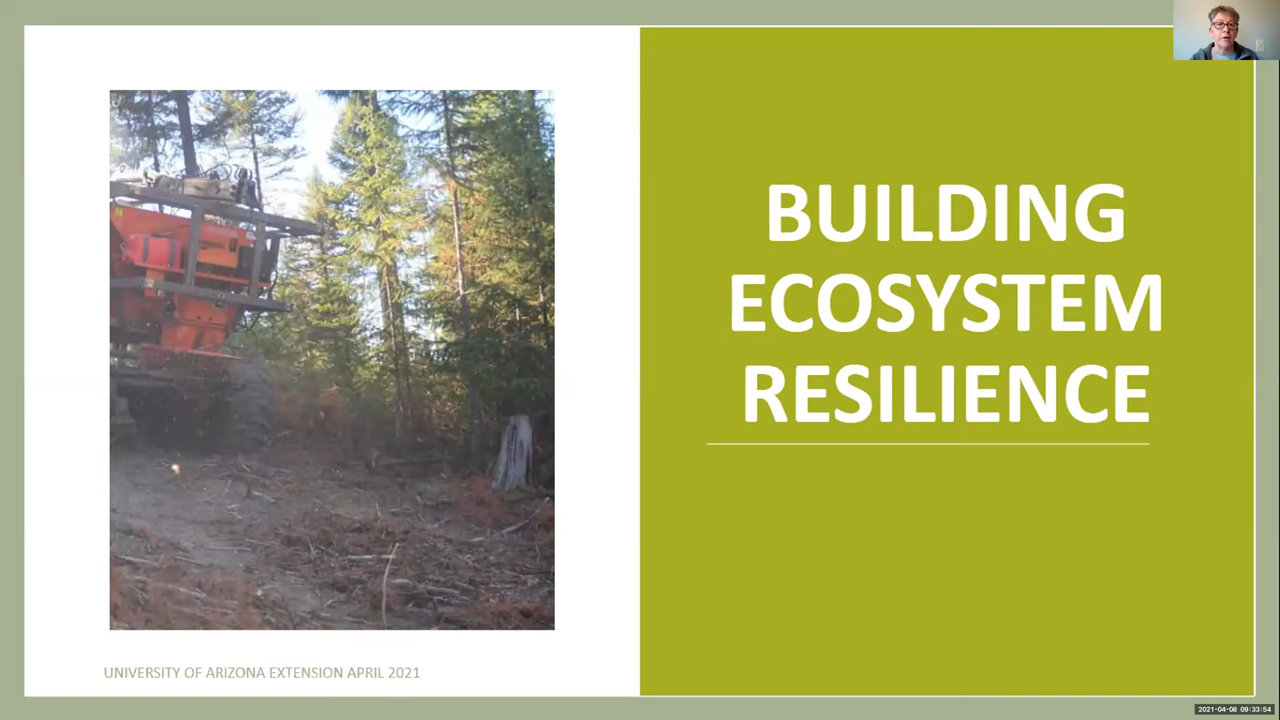 BUILDING
ECOSYSTEM
RESILIENCE
UNIVERSITY OF ARIZONA EXTENSION APRIL 2021
2021-04-08 09:33:54